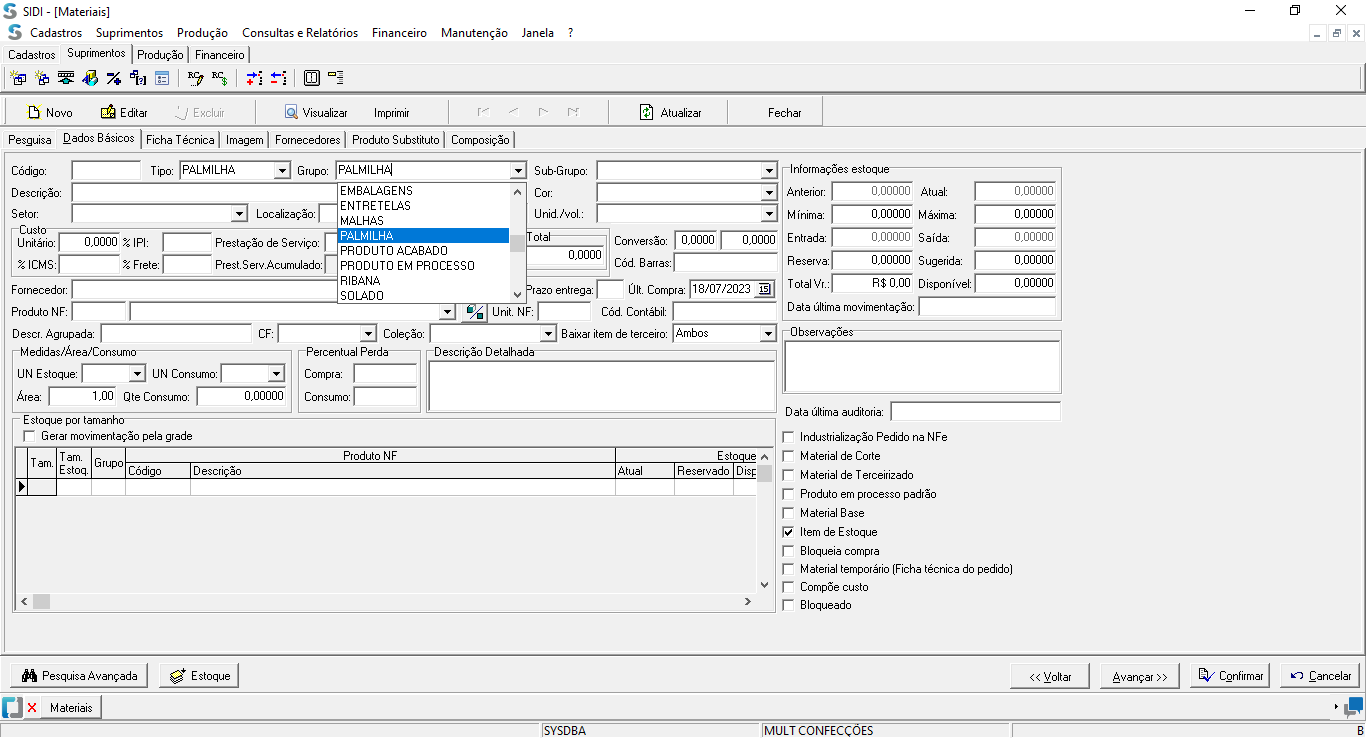 SIDI - [Materiais]
Cadastros Suprimentos Produção Consultas e Relatórios Financeiro Manutenção Janela ?
Cadastros Suprimentos Produção Financeiro
Novo Editar Excluir Visualizar Imprimir Atualizar Fechar
Pesquisa Dados Básicos Ficha Técnica Imagem Fornecedores Produto Substituto Composição
Código: Tipo: PALMILHA Grupo: PALMILHA Sub-Grupo:
Descrição: Cor:
Setor: Localização: Unid./vol.:
EMBALAGENS
ENTRETELAS
MALHAS
PALMILHA
PRODUTO ACABADO
PRODUTO EM PROCESSO
RIBANA
SOLADO
Custo
Unitário: 0,0000 % IPI: Prestação de Serviço:
% ICMS: % Frete: Prest.Serv.Acumulado:
Total
0,0000
Conversão: 0,0000 0,0000
Cód. Barras:
Fornecedor: Prazo entrega: Últ. Compra: 18/07/2023 15
Produto NF: Unit. NF: Cód. Contábil:
Descr. Agrupada: CF: Coleção: Baixar item de terceiro: Ambos
Medidas/Área/Consumo
UN Estoque: UN Consumo:
Área: 1,00 Qte Consumo: 0,00000
Percentual Perda
Compra:
Consumo:
Descrição Detalhada
Estoque por tamanho
Gerar movimentação pela grade
Tam. Tam. Estoq. Grupo Produto NF Estoque
Código Descrição Atual Reservado Disp
Informações estoque
Anterior: 0,00000 Atual: 0,00000
Mínima: 0,00000 Máxima: 0,00000
Entrada: 0,00000 Saída: 0,00000
Reserva: 0,00000 Sugerida: 0,00000
Total Vr.: R$ 0,00 Disponível: 0,00000
Data última movimentação:
Observações
Data última auditoria:
Industrialização Pedido na NFe
Material de Corte
Material de Terceirizado
Produto em processo padrão
Material Base
Item de Estoque
Bloqueia compra
Material temporário (Ficha técnica do pedido)
Compõe custo
Bloqueado
Pesquisa Avançada Estoque << Voltar Avançar >> Confirmar Cancelar
Materiais
SYSDBA MULT CONFECÇÕES B